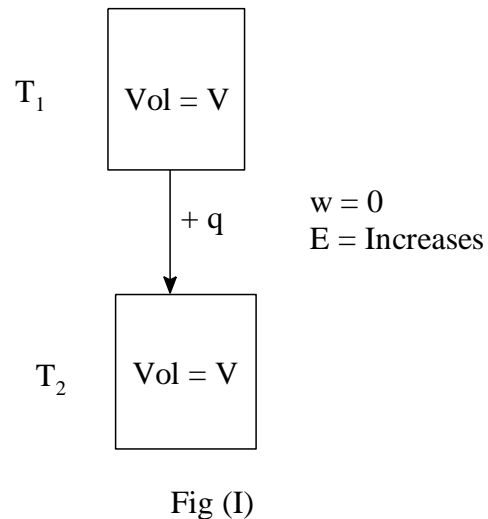 T₁
Vol = V
+ q
w = 0
E = Increases
T₂
Vol = V
Fig (I)